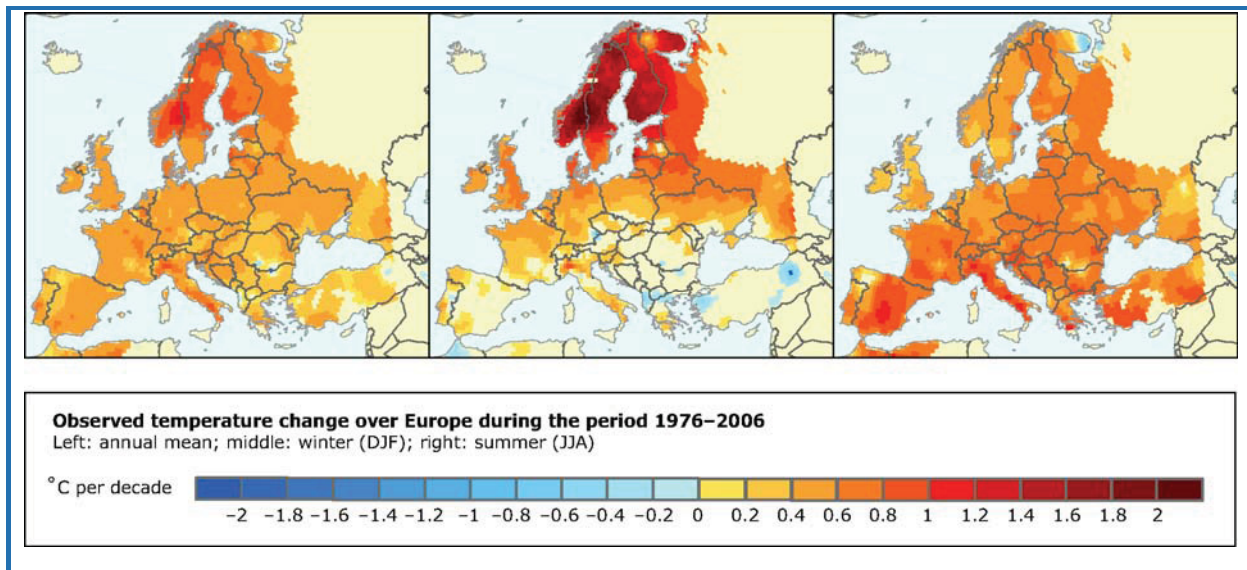 Observed temperature change over Europe during the period 1976–2006
Left: annual mean; middle: winter (DJF); right: summer (JJA)
°C per decade
−2 −1.8 −1.6 −1.4 −1.2 −1 −0.8 −0.6 −0.4 −0.2 0 0.2 0.4 0.6 0.8 1 1.2 1.4 1.6 1.8 2